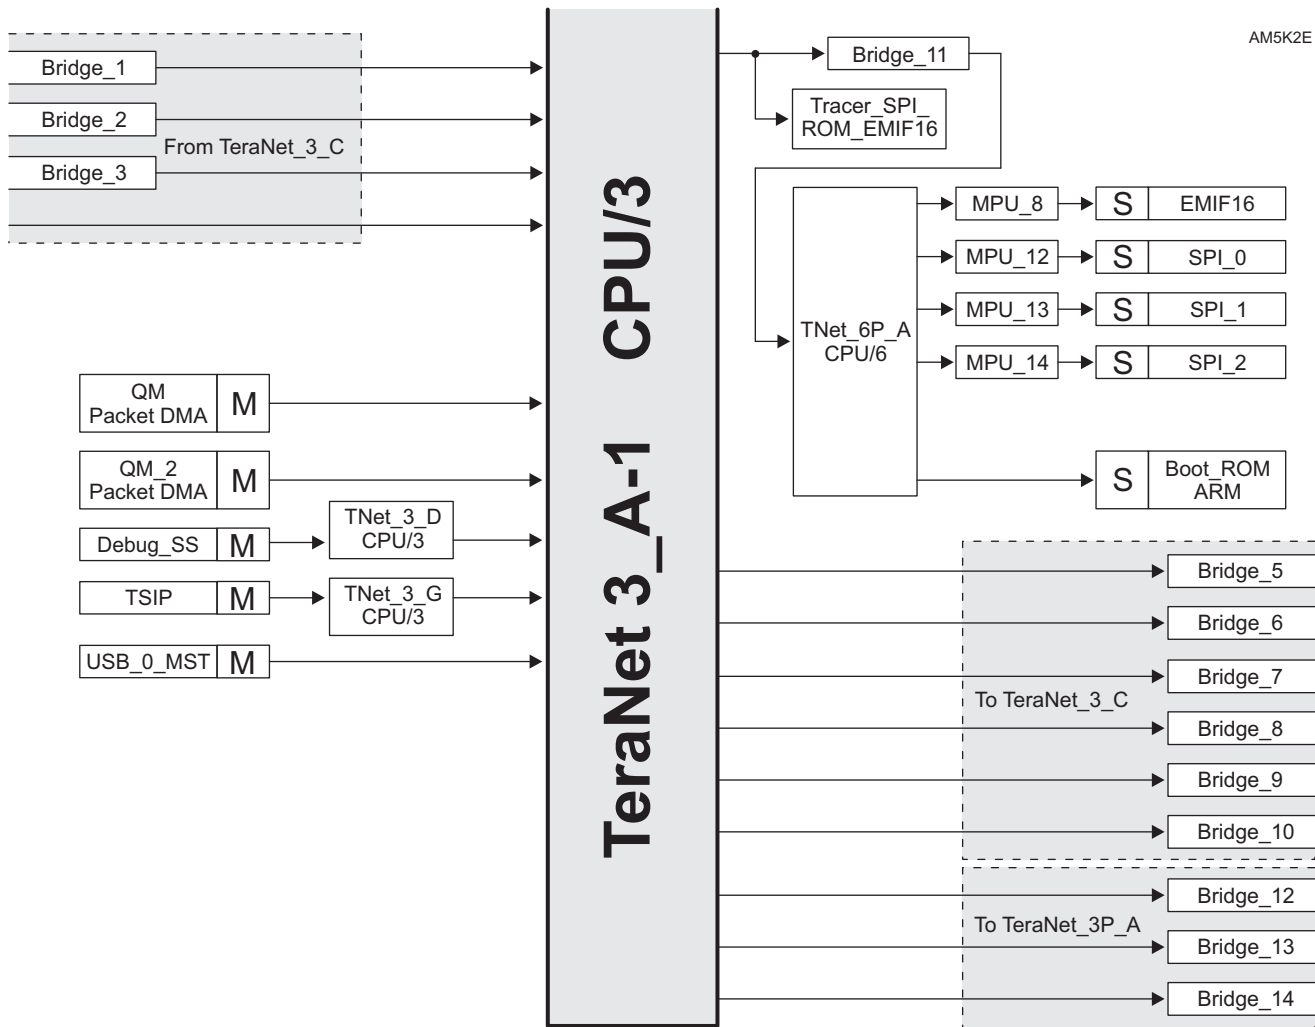 AM5K2E
Bridge_1
Bridge_2
From TeraNet_3_C
Bridge_3
QM
Packet DMA
M
QM_2
Packet DMA
M
Debug_SS
M
TNet_3_D
CPU/3
TSIP
M
TNet_3_G
CPU/3
USB_0_MST
M
TeraNet 3_A-1 CPU/3
Bridge_11
Tracer_SPI_
ROM_EMIF16
TNet_6P_A
CPU/6
MPU_8
S
EMIF16
MPU_12
S
SPI_0
MPU_13
S
SPI_1
MPU_14
S
SPI_2
S
Boot_ROM
ARM
Bridge_5
Bridge_6
Bridge_7
To TeraNet_3_C
Bridge_8
Bridge_9
Bridge_10
Bridge_12
To TeraNet_3P_A
Bridge_13
Bridge_14